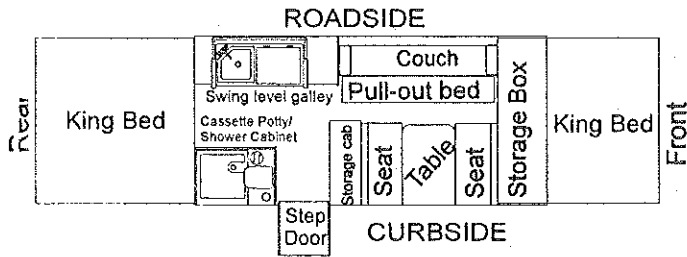 ROADSIDE
Rear
King Bed
Swing level galley
Cassette Potty/
Shower Cabinet
Couch
Pull-out bed
Storage cab
Seat
Table
Seat
Storage Box
King Bed
Front
Step
Door
CURBSIDE